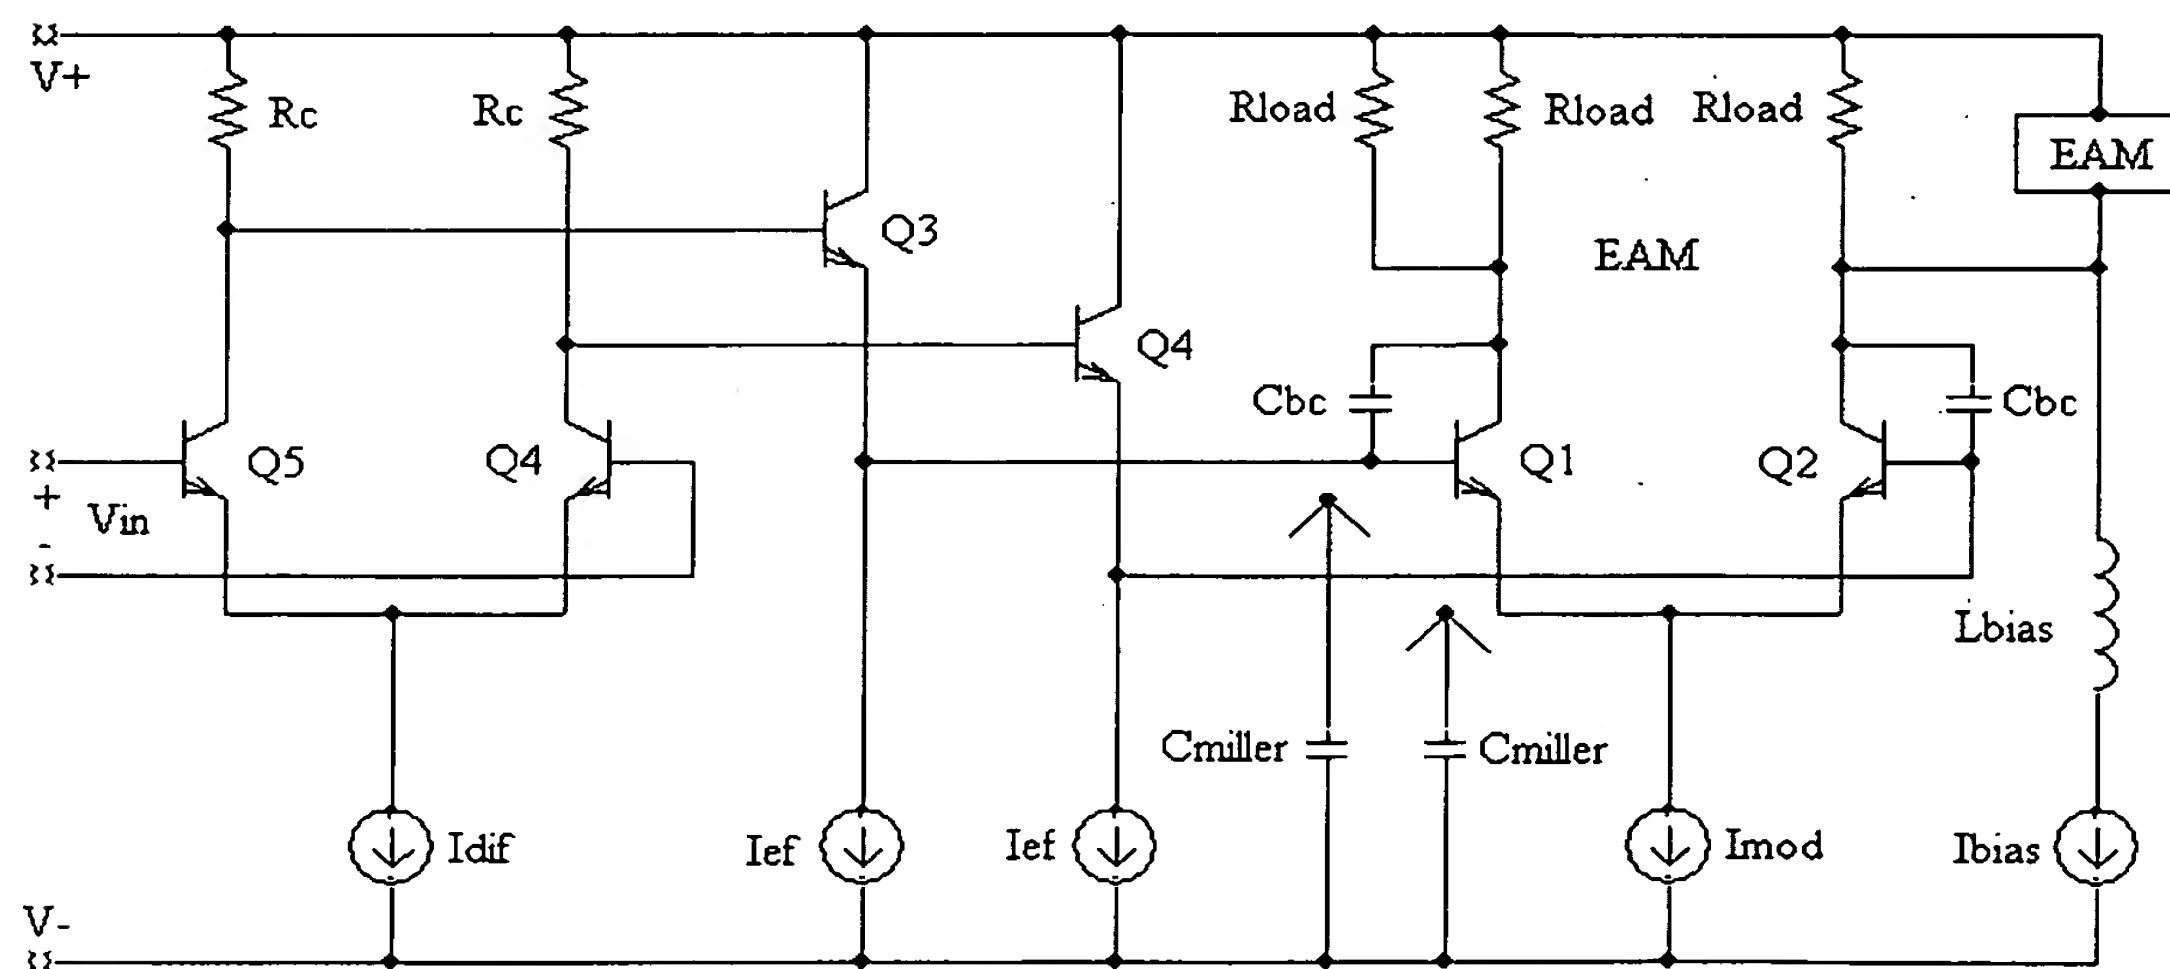 V+
Rc
Rc
Rload
Rload
Rload
EAM
Q3
EAM
Q4
Cbc
Cbc
Q5
Q4
Q1
Q2
+
Vin
-
Lbias
Cmiller
Cmiller
Idif
Ief
Ief
Imod
Ibias
V-